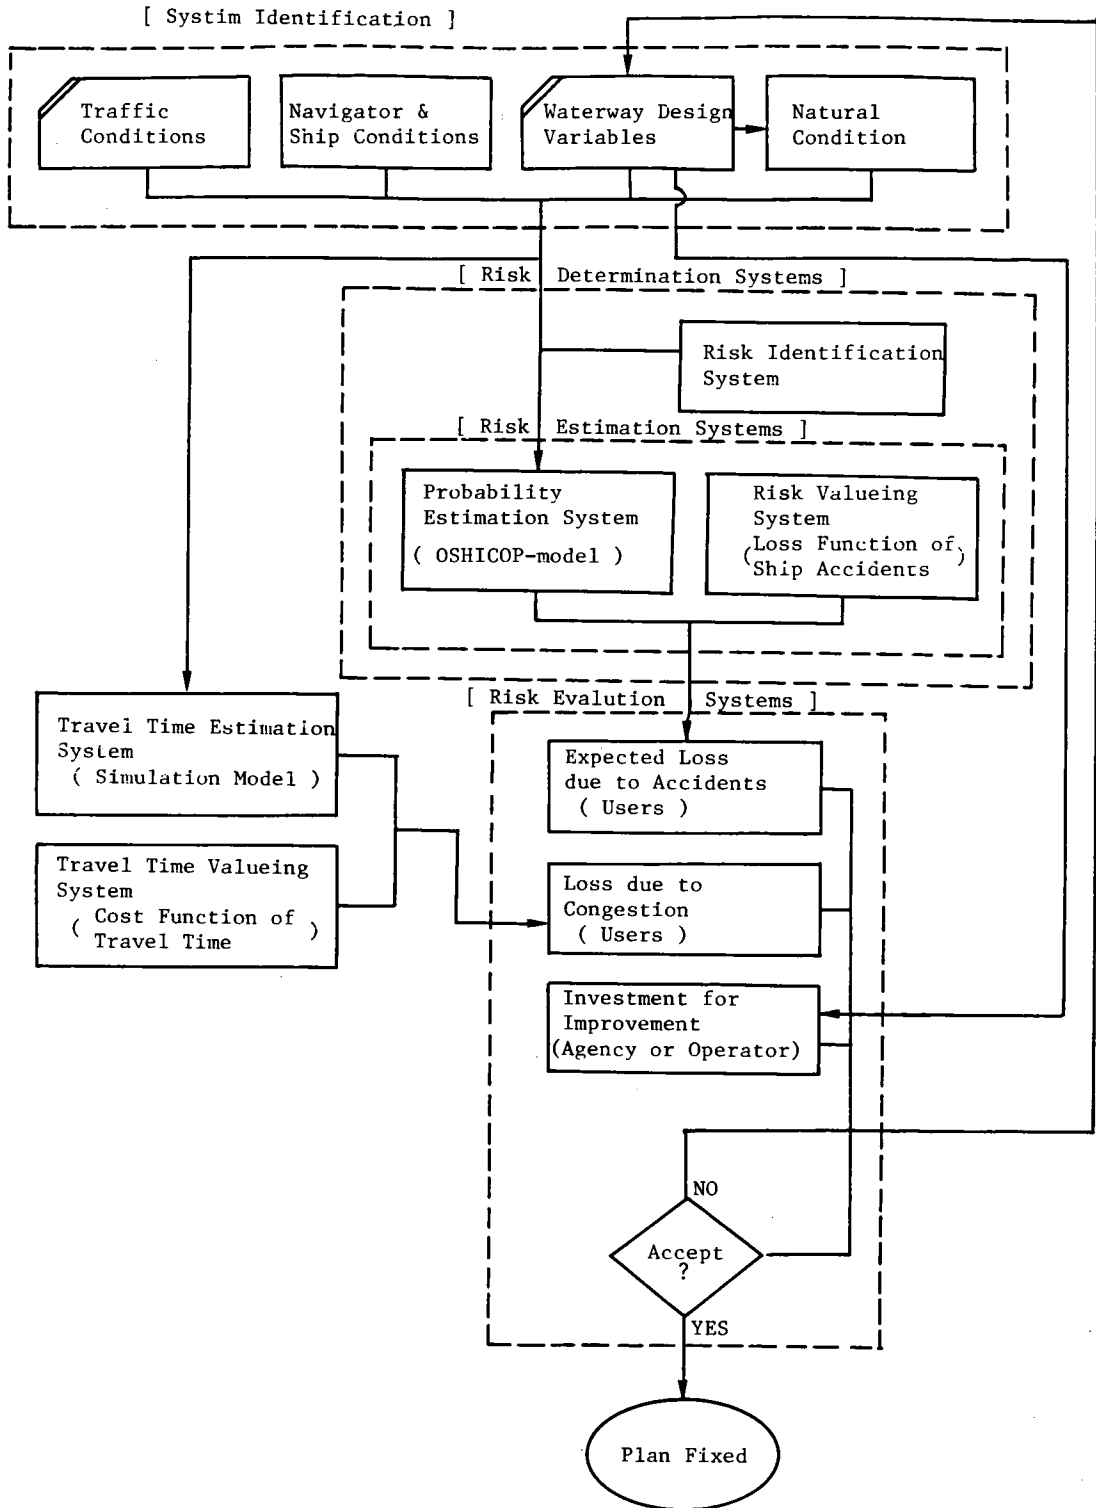 [ Systim Identification ]
Traffic
Conditions
Navigator &
Ship Conditions
Waterway Design
Variables
Natural
Condition
[ Risk Determination Systems ]
Risk Identification
System
[ Risk Estimation Systems ]
Probability
Estimation System
( OSHICOP-model )
Risk Valueing
System
( Loss Function of
Ship Accidents )
[ Risk Evalution Systems ]
Travel Time Estimation
System
( Simulation Model )
Expected Loss
due to Accidents
( Users )
Travel Time Valueing
System
( Cost Function of
Travel Time )
Loss due to
Congestion
( Users )
Investment for
Improvement
(Agency or Operator)
NO
Accept
?
YES
Plan Fixed